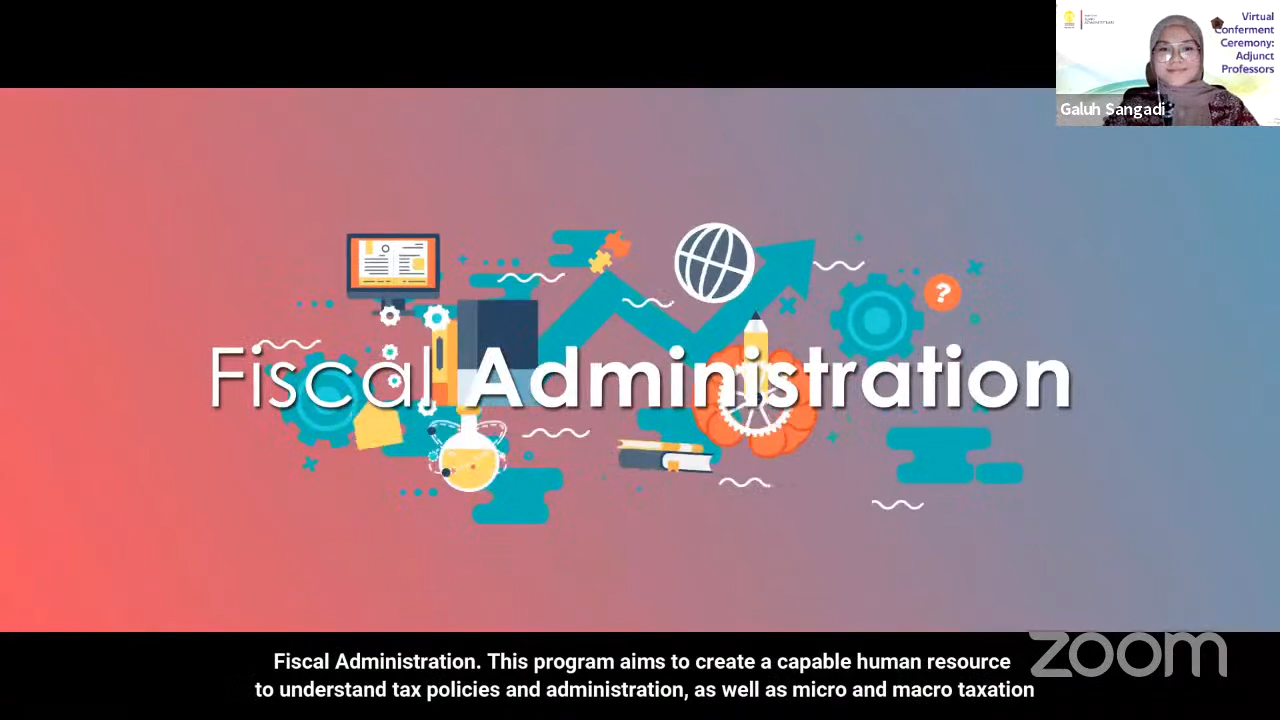 Virtual
Conferment
Ceremony:
Adjunct
Professors
Galuh Sangadi
?
Fiscal Administration
Fiscal Administration. This program aims to create a capable human resource
to understand tax policies and administration, as well as micro and macro taxation
zoom